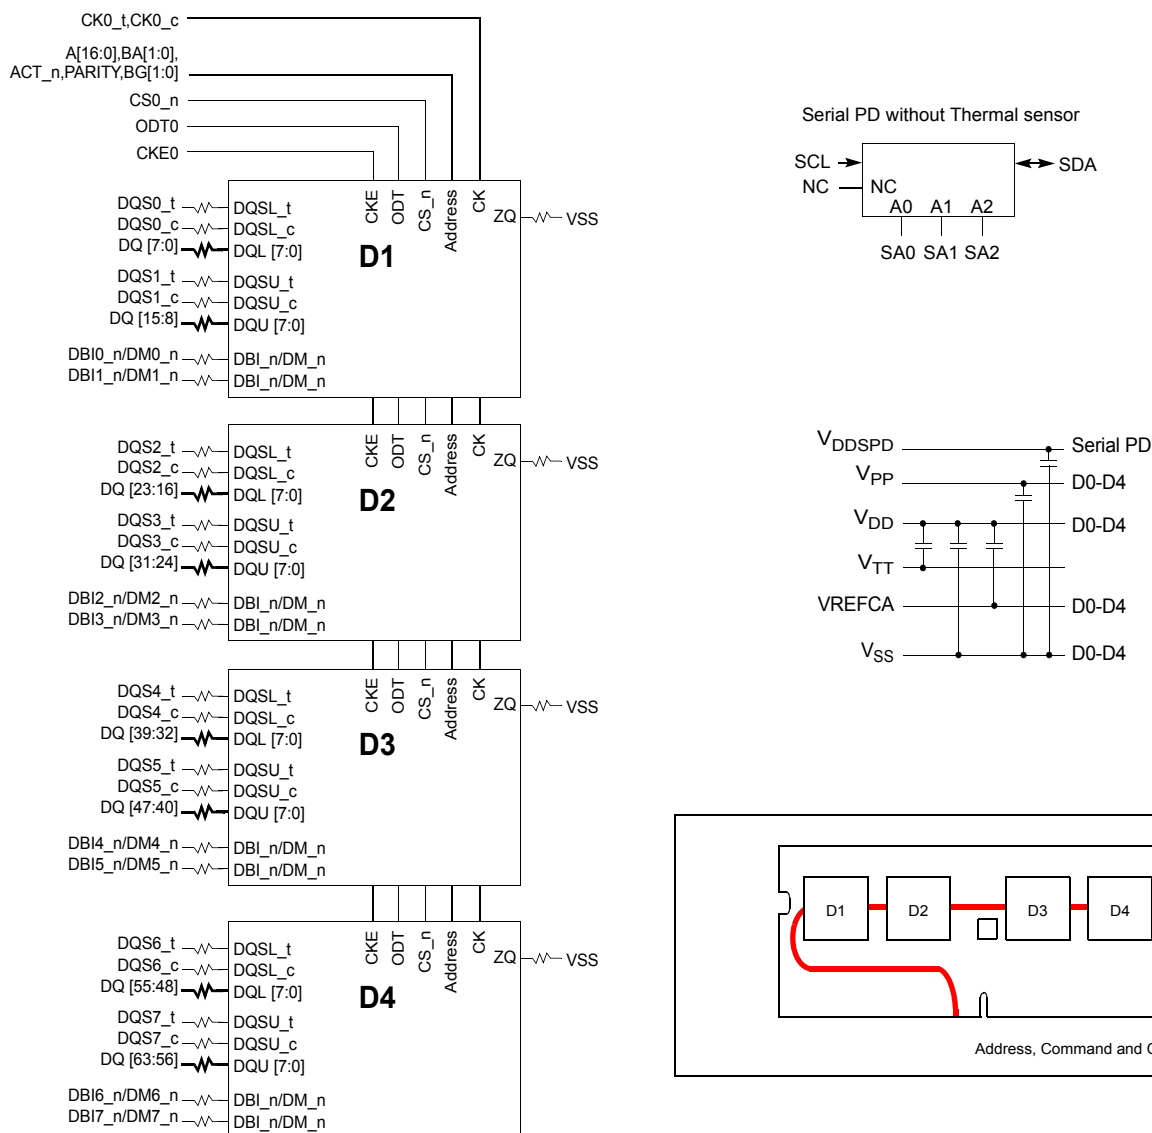 CK0_t,CK0_c
A[16:0],BA[1:0],
ACT_n,PARITY,BG[1:0]
CS0_n
ODT0
CKE0
DQS0_t
DQS0_c
DQ [7:0]
DQS1_t
DQS1_c
DQ [15:8]
DBI0_n/DM0_n
DBI1_n/DM1_n
DQSL_t
DQSL_c
DQL [7:0]
DQSU_t
DQSU_c
DQU [7:0]
DBI_n/DM_n
DBI_n/DM_n
CKE
ODT
CS_n
Address
CK
D1
ZQ
VSS
DQS2_t
DQS2_c
DQ [23:16]
DQS3_t
DQS3_c
DQ [31:24]
DBI2_n/DM2_n
DBI3_n/DM3_n
DQSL_t
DQSL_c
DQL [7:0]
DQSU_t
DQSU_c
DQU [7:0]
DBI_n/DM_n
DBI_n/DM_n
CKE
ODT
CS_n
Address
CK
D2
ZQ
VSS
DQS4_t
DQS4_c
DQ [39:32]
DQS5_t
DQS5_c
DQ [47:40]
DBI4_n/DM4_n
DBI5_n/DM5_n
DQSL_t
DQSL_c
DQL [7:0]
DQSU_t
DQSU_c
DQU [7:0]
DBI_n/DM_n
DBI_n/DM_n
CKE
ODT
CS_n
Address
CK
D3
ZQ
VSS
DQS6_t
DQS6_c
DQ [55:48]
DQS7_t
DQS7_c
DQ [63:56]
DBI6_n/DM6_n
DBI7_n/DM7_n
DQSL_t
DQSL_c
DQL [7:0]
DQSU_t
DQSU_c
DQU [7:0]
DBI_n/DM_n
DBI_n/DM_n
CKE
ODT
CS_n
Address
CK
D4
ZQ
VSS
Serial PD without Thermal sensor
SCL
SDA
NC
NC
A0 A1 A2
SA0 SA1 SA2
VDDSPD
Serial PD
VPP
D0-D4
VDD
D0-D4
VTT
VREFCA
D0-D4
VSS
D0-D4
D1
D2
D3
D4
Address, Command and